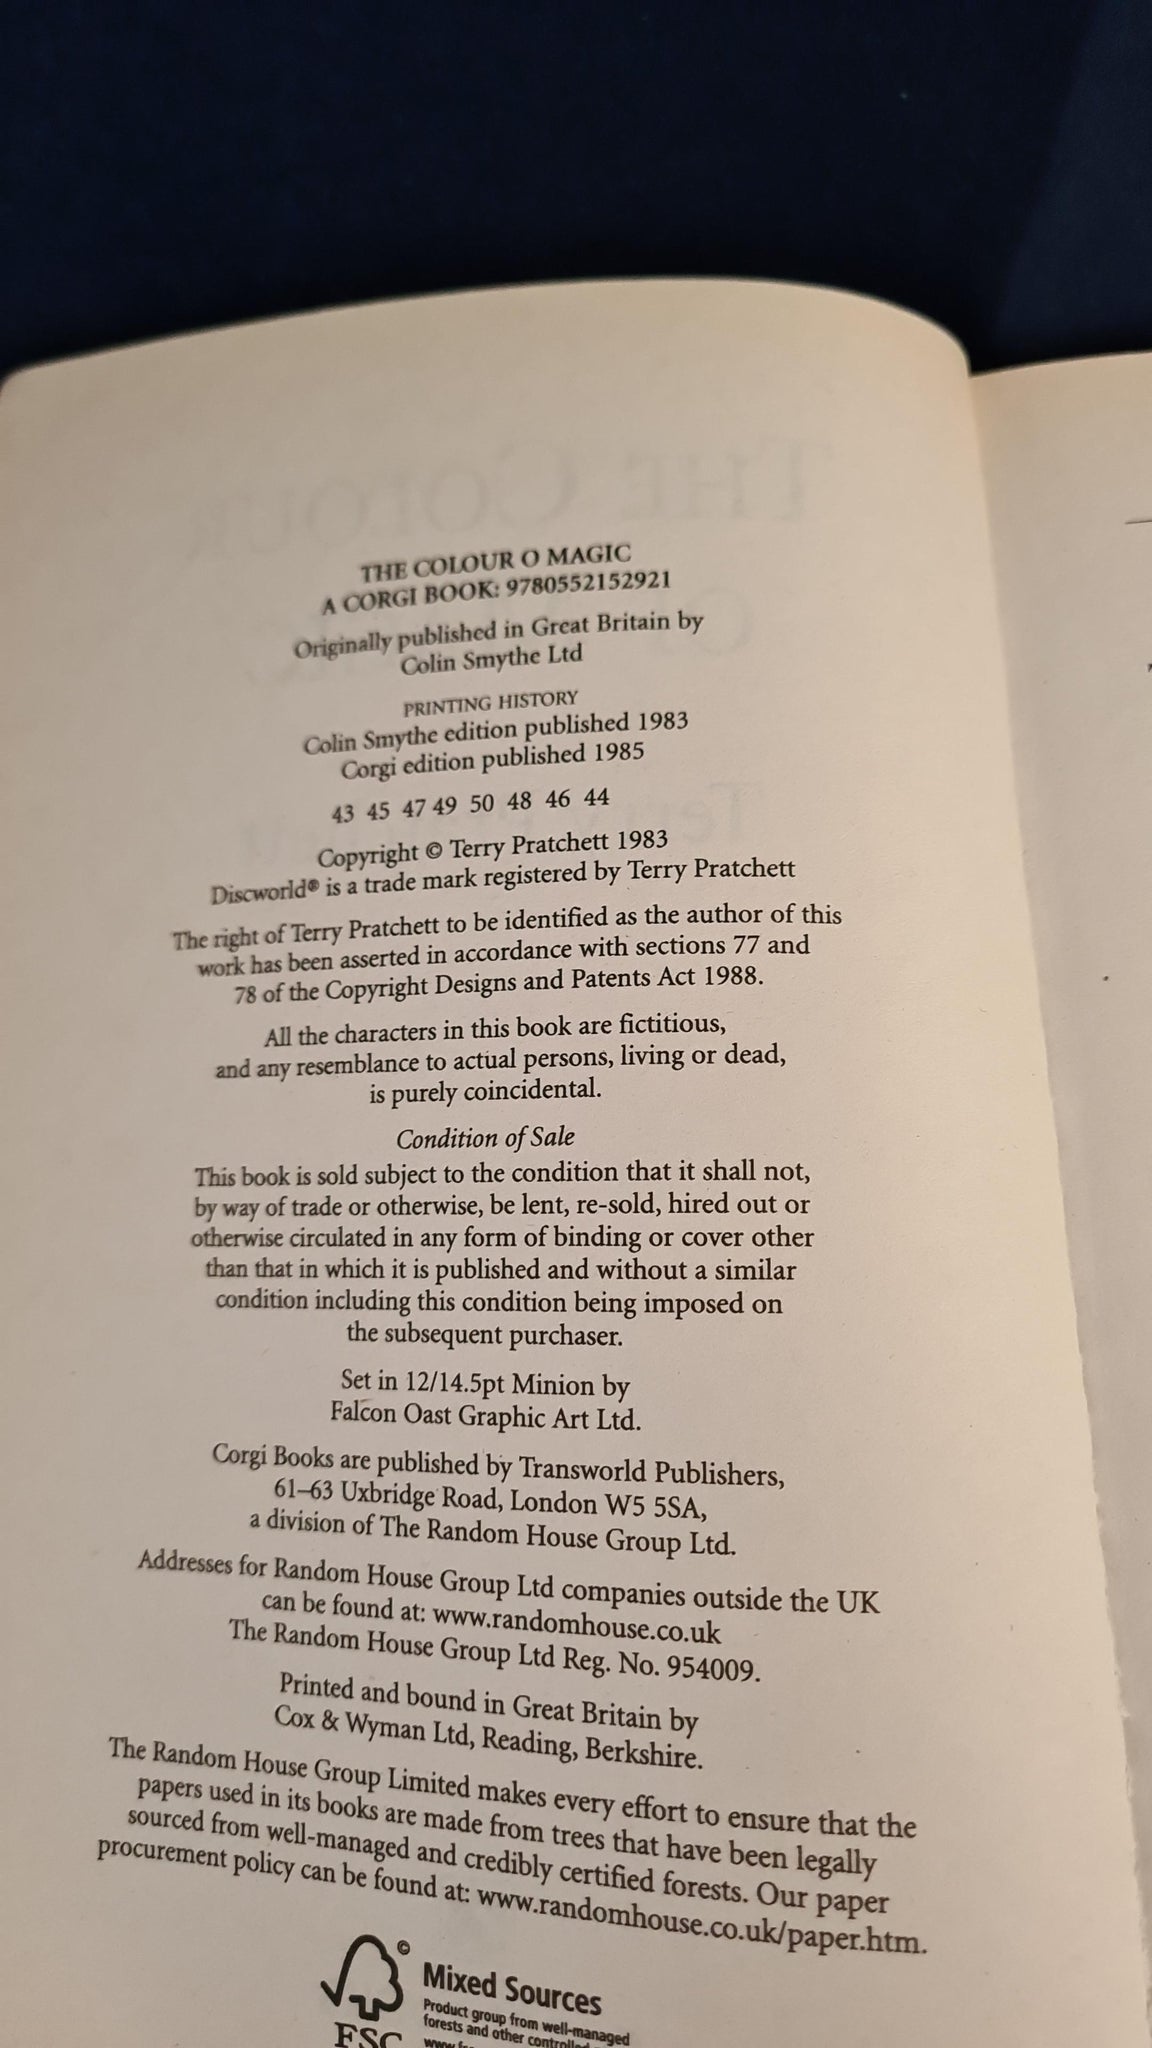 THE COLOUR O MAGIC
A CORGI BOOK: 9780552152921
Originally published in Great Britain by
Colin Smythe Ltd
PRINTING HISTORY
Colin Smythe edition published 1983
Corgi edition published 1985
43 45 47 49 50 48 46 44
Copyright © Terry Pratchett 1983
Discworld® is a trade mark registered by Terry Pratchett
The right of Terry Pratchett to be identified as the author of this
work has been asserted in accordance with sections 77 and
78 of the Copyright Designs and Patents Act 1988.
All the characters in this book are fictitious,
and any resemblance to actual persons, living or dead,
is purely coincidental.
Condition of Sale
This book is sold subject to the condition that it shall not,
by way of trade or otherwise, be lent, re-sold, hired out or
otherwise circulated in any form of binding or cover other
than that in which it is published and without a similar
condition including this condition being imposed on
the subsequent purchaser.
Set in 12/14.5pt Minion by
Falcon Oast Graphic Art Ltd.
Corgi Books are published by Transworld Publishers,
61–63 Uxbridge Road, London W5 5SA,
a division of The Random House Group Ltd.
Addresses for Random House Group Ltd companies outside the UK
can be found at: www.randomhouse.co.uk
The Random House Group Ltd Reg. No. 954009.
Printed and bound in Great Britain by
Cox & Wyman Ltd, Reading, Berkshire.
The Random House Group Limited makes every effort to ensure that the
papers used in its books are made from trees that have been legally
sourced from well-managed and credibly certified forests. Our paper
procurement policy can be found at: www.randomhouse.co.uk/paper.htm.
©
Mixed Sources
Product group from well-managed
forests and other controlled
FSC